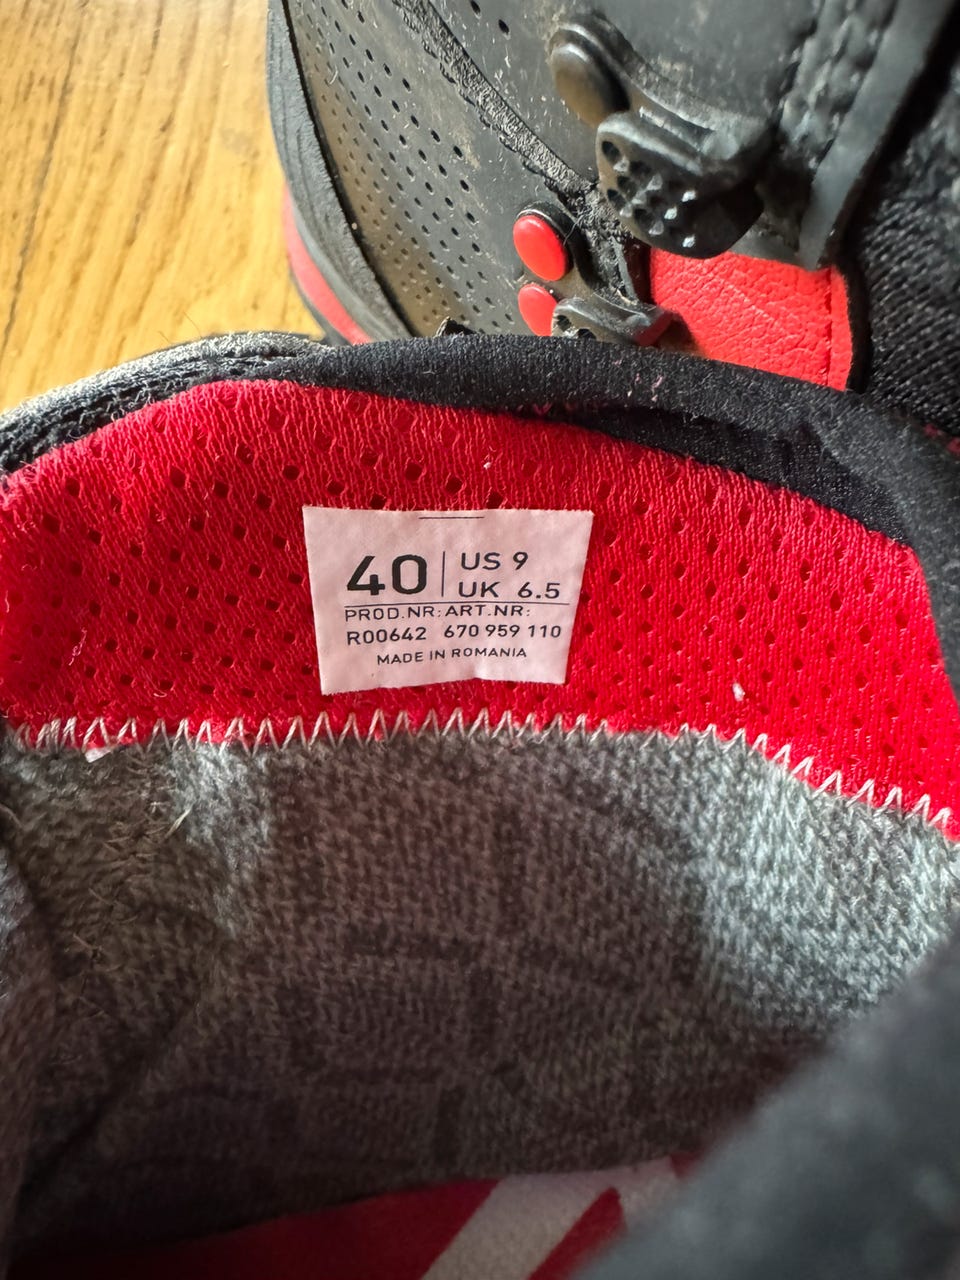 40 | US 9
UK 6.5
PROD.NR: ART.NR:
R00642 670 959 110
MADE IN ROMANIA